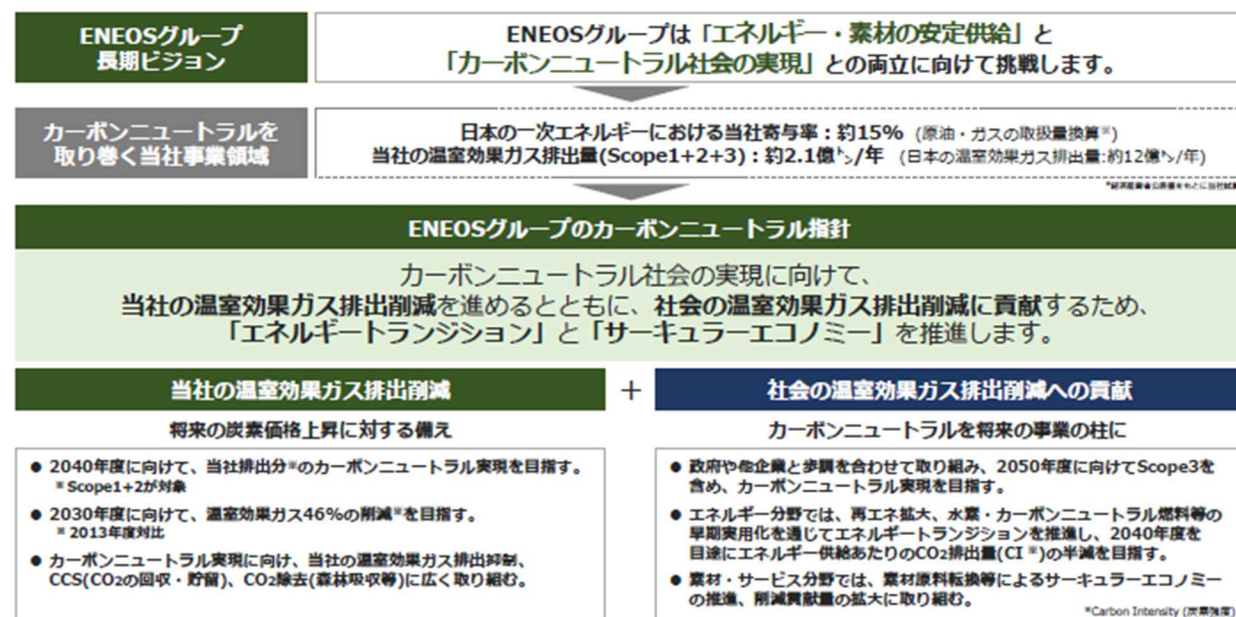 ENEOSグループ
長期ビジョン
ENEOSグループは「エネルギー・素材の安定供給」と
「カーボンニュートラル社会の実現」との両立に向けて挑戦します。
カーボンニュートラルを
取り巻く当社事業領域
日本の一次エネルギーにおける当社寄与率：約15% (原油・ガスの取扱量換算※)
当社の温室効果ガス排出量(Scope1+2+3)：約2.1億㌧/年 (日本の温室効果ガス排出量:約12億㌧/年)
*経済産業省公表値をもとに当社試算
ENEOSグループのカーボンニュートラル指針
カーボンニュートラル社会の実現に向けて、
当社の温室効果ガス排出削減を進めるとともに、社会の温室効果ガス排出削減に貢献するため、
「エネルギートランジション」と「サーキュラーエコノミー」を推進します。
当社の温室効果ガス排出削減
+
社会の温室効果ガス排出削減への貢献
将来の炭素価格上昇に対する備え
● 2040年度に向けて、当社排出分※のカーボンニュートラル実現を目指す。
※Scope1+2が対象
● 2030年度に向けて、温室効果ガス46%の削減※を目指す。
※ 2013年度対比
● カーボンニュートラル実現に向け、当社の温室効果ガス排出抑制、
CCS(CO2の回収・貯留)、CO2除去(森林吸収等)に広く取り組む。
カーボンニュートラルを将来の事業の柱に
● 政府や他企業と歩調を合わせて取り組み、2050年度に向けてScope3を
含め、カーボンニュートラル実現を目指す。
● エネルギー分野では、再エネ拡大、水素・カーボンニュートラル燃料等の
早期実用化を通じてエネルギートランジションを推進し、2040年度を
目途にエネルギー供給あたりのCO2排出量(CI ※)の半減を目指す。
● 素材・サービス分野では、素材原料転換等によるサーキュラーエコノミー
の推進、削減貢献量の拡大に取り組む。
*Carbon Intensity (炭素強度)